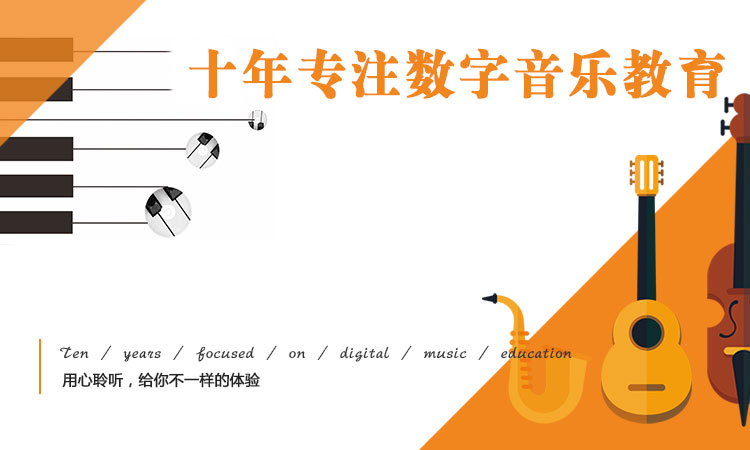 十年专注数字音乐教育
Ten / years / focused / on / digital / music / education
用心聆听，给你不一样的体验